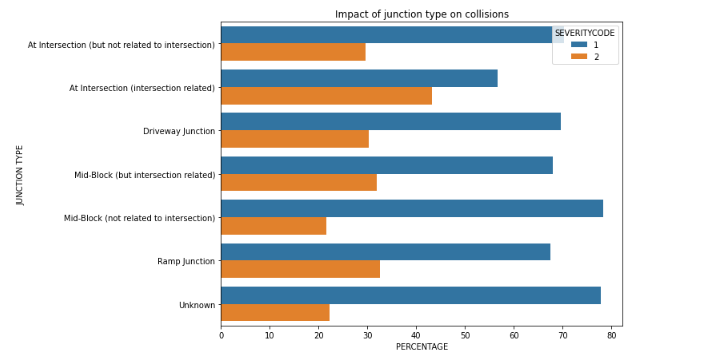 Impact of junction type on collisions
SEVERITYCODE
1
2
JUNCTION TYPE
At Intersection (but not related to intersection)
At Intersection (intersection related)
Driveway Junction
Mid-Block (but intersection related)
Mid-Block (not related to intersection)
Ramp Junction
Unknown
0 10 20 30 40 50 60 70 80
PERCENTAGE